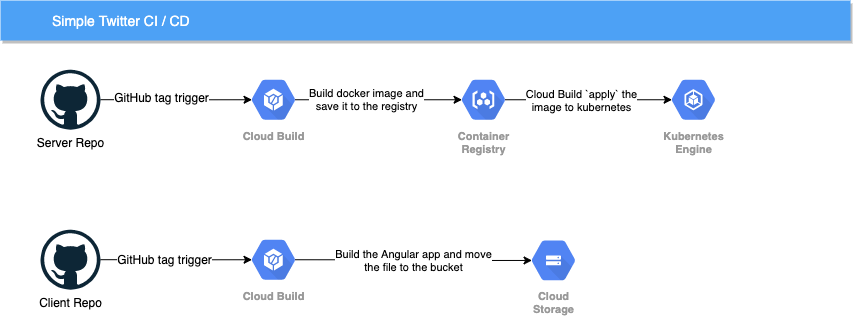 Simple Twitter CI / CD
GitHub tag trigger
Build docker image and
save it to the registry
Cloud Build `apply` the
image to kubernetes
Server Repo
Cloud Build
Container
Registry
Kubernetes
Engine
GitHub tag trigger
Build the Angular app and move
the file to the bucket
Client Repo
Cloud Build
Cloud
Storage